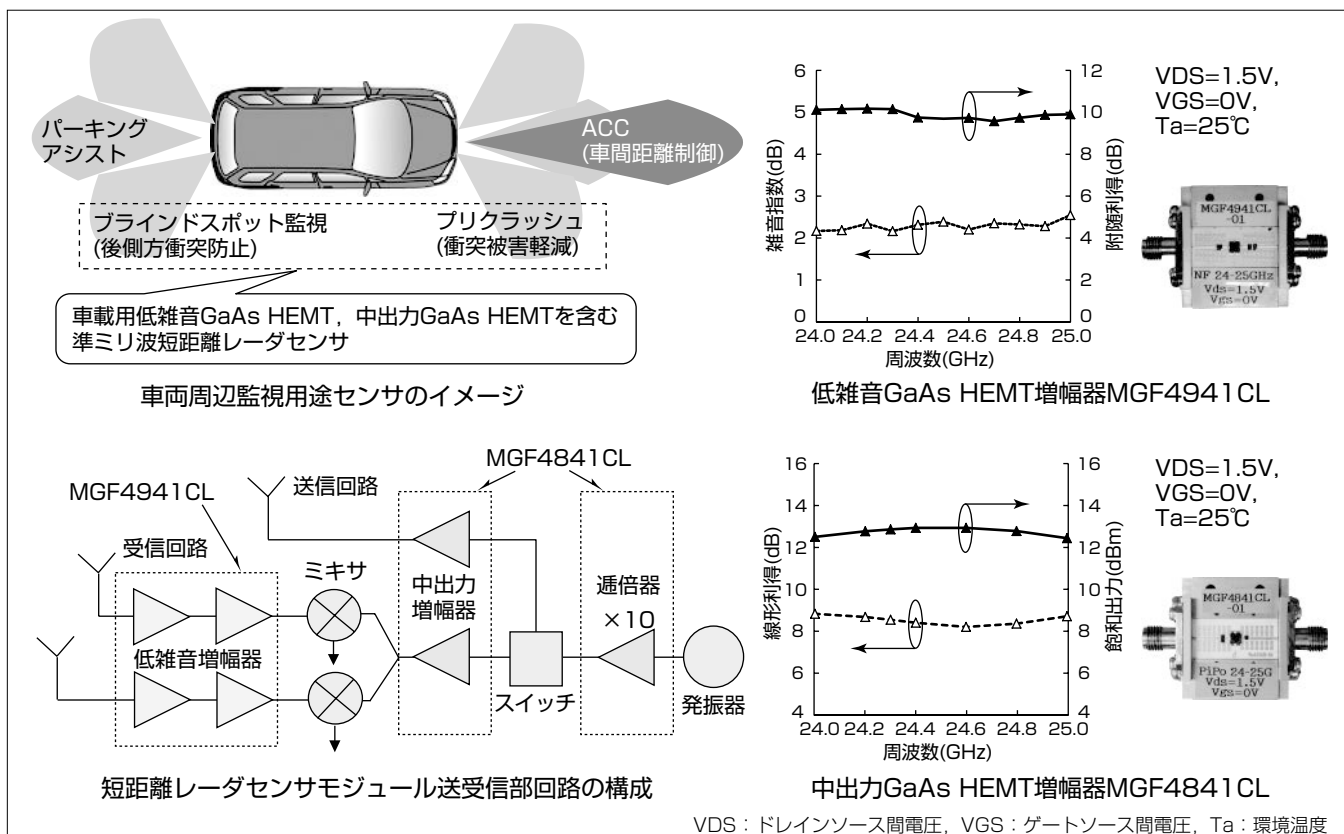 パーキング
アシスト
ACC
(車間距離制御)
ブラインドスポット監視
(後側方衝突防止)
プリクラッシュ
(衝突被害軽減)
車載用低雑音GaAs HEMT，中出力GaAs HEMTを含む
準ミリ波短距離レーダセンサ
車両周辺監視用途センサのイメージ
雑音指数(dB)
6
5
4
3
2
1
0
附随利得(dB)
12
10
8
6
4
2
0
24.0 24.2 24.4 24.6 24.8 25.0
周波数(GHz)
VDS=1.5V,
VGS=0V,
Ta=25℃
MGF4941CL
-01
NF 24-25GHz
Vds=1.5V
Vgs=0V
低雑音GaAs HEMT増幅器MGF4941CL
MGF4941CL
MGF4841CL
送信回路
受信回路
ミキサ
低雑音増幅器
中出力
増幅器
逓倍器
×10
スイッチ
発振器
短距離レーダセンサモジュール送受信部回路の構成
線形利得(dB)
16
14
12
10
8
6
4
飽和出力(dBm)
16
14
12
10
8
6
4
24.0 24.2 24.4 24.6 24.8 25.0
周波数(GHz)
VDS=1.5V,
VGS=0V,
Ta=25℃
MGF4841CL
-01
PiPo 24-25G
Vds=1.5V
Vgs=0V
中出力GaAs HEMT増幅器MGF4841CL
VDS：ドレインソース間電圧，VGS：ゲートソース間電圧，Ta：環境温度